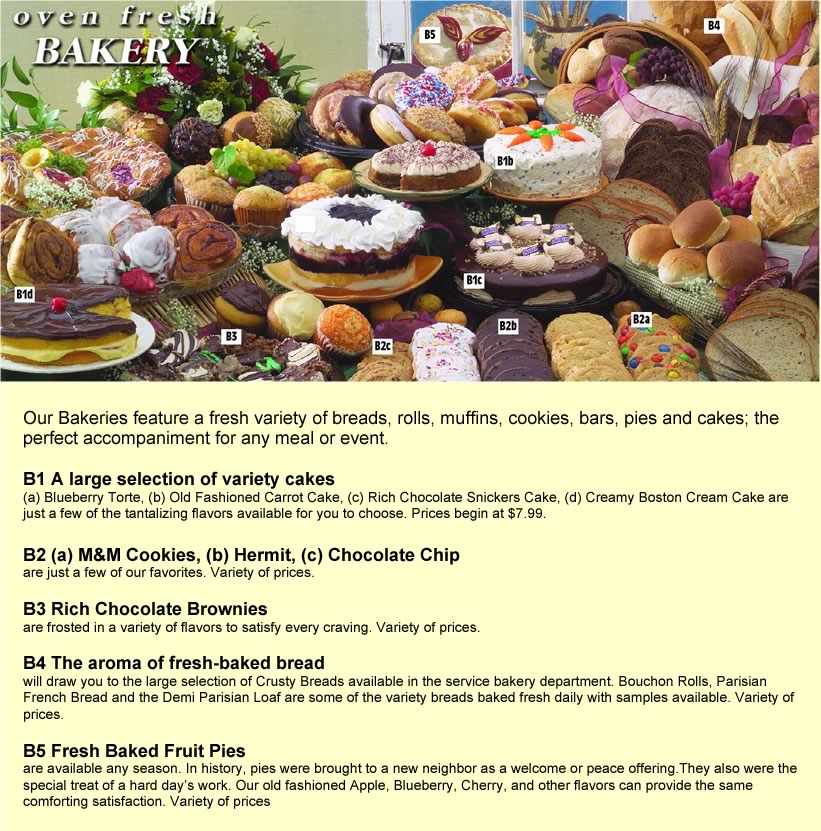 oven fresh
BAKERY
B5
B4
B1b
B1c
B1d
B3
B2c
B2b
B2a
Our Bakeries feature a fresh variety of breads, rolls, muffins, cookies, bars, pies and cakes; the
perfect accompaniment for any meal or event.
B1 A large selection of variety cakes
(a) Blueberry Torte, (b) Old Fashioned Carrot Cake, (c) Rich Chocolate Snickers Cake, (d) Creamy Boston Cream Cake are
just a few of the tantalizing flavors available for you to choose. Prices begin at $7.99.
B2 (a) M&M Cookies, (b) Hermit, (c) Chocolate Chip
are just a few of our favorites. Variety of prices.
B3 Rich Chocolate Brownies
are frosted in a variety of flavors to satisfy every craving. Variety of prices.
B4 The aroma of fresh-baked bread
will draw you to the large selection of Crusty Breads available in the service bakery department. Bouchon Rolls, Parisian
French Bread and the Demi Parisian Loaf are some of the variety breads baked fresh daily with samples available. Variety of
prices.
B5 Fresh Baked Fruit Pies
are available any season. In history, pies were brought to a new neighbor as a welcome or peace offering.They also were the
special treat of a hard day's work. Our old fashioned Apple, Blueberry, Cherry, and other flavors can provide the same
comforting satisfaction. Variety of prices